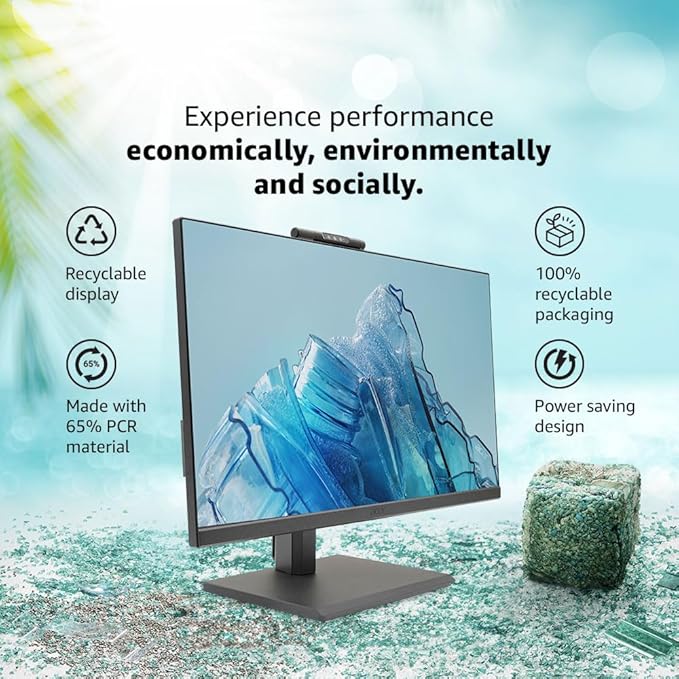 Experience performance
economically, environmentally
and socially.
Recyclable
display
100%
recyclable
packaging
65%
Made with
65% PCR
material
Power saving
design